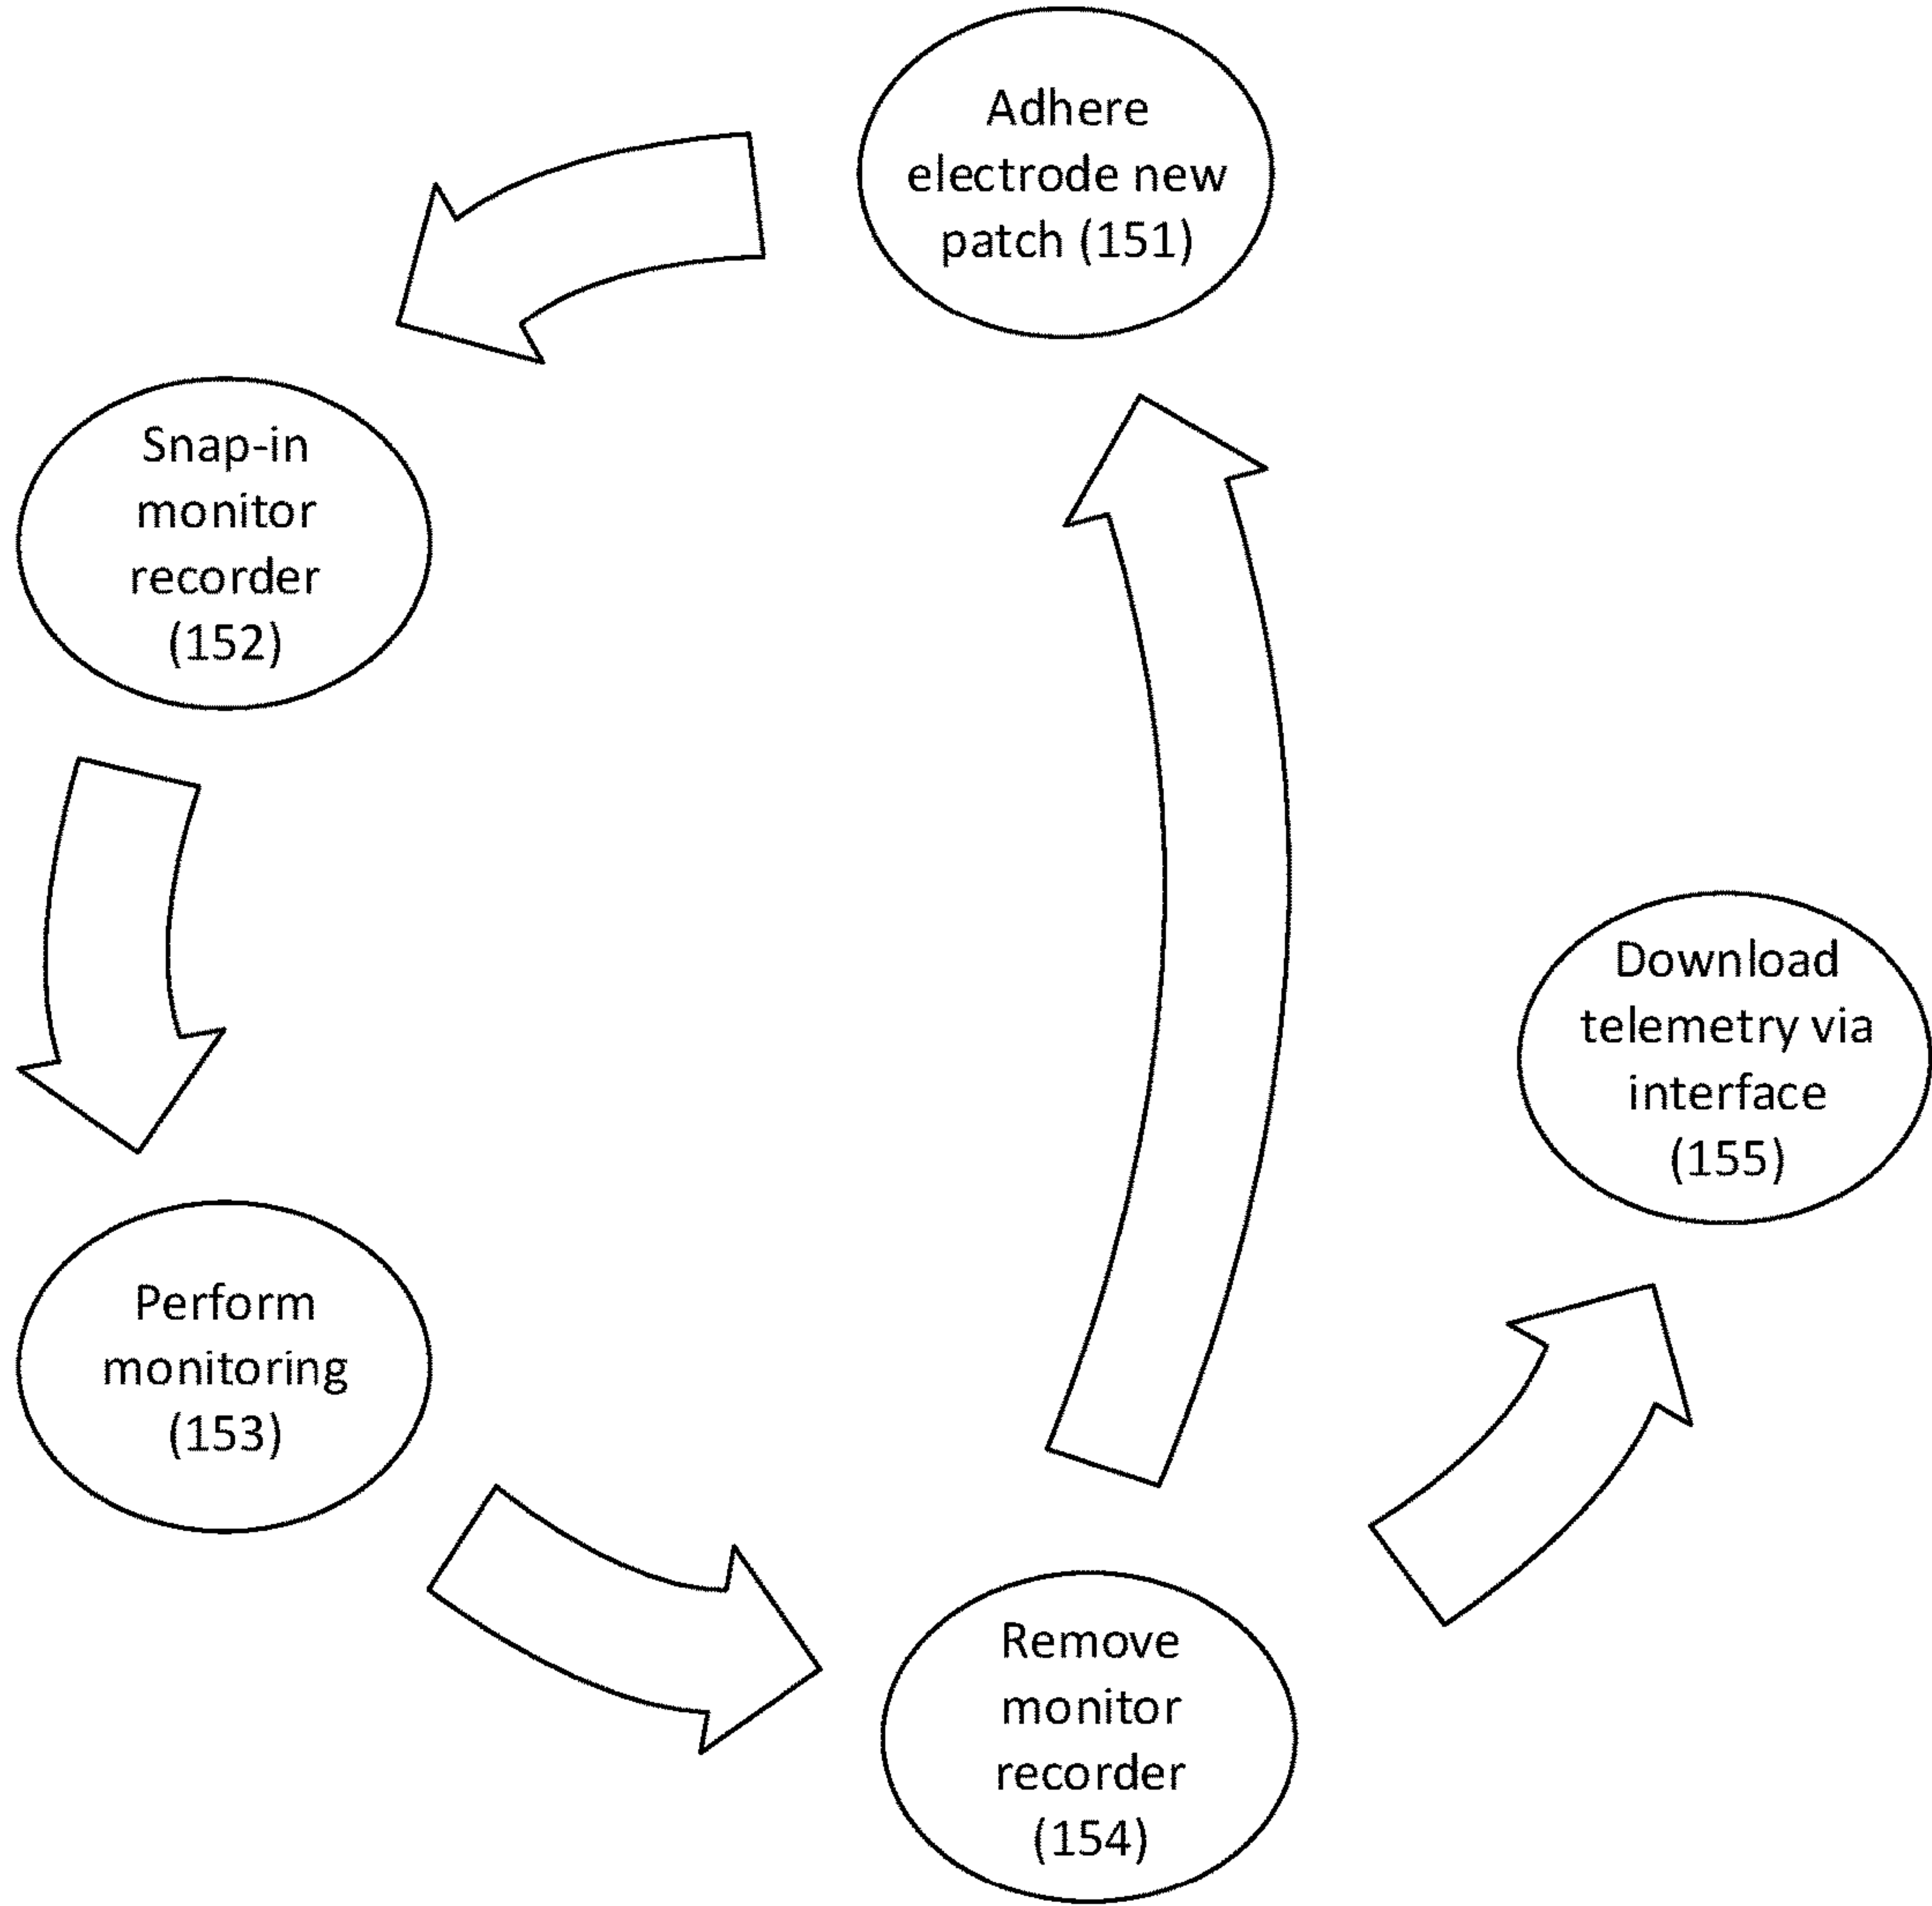 Adhere
electrode new
patch (151)
Snap-in
monitor
recorder
(152)
Perform
monitoring
(153)
Remove
monitor
recorder
(154)
Download
telemetry via
interface
(155)